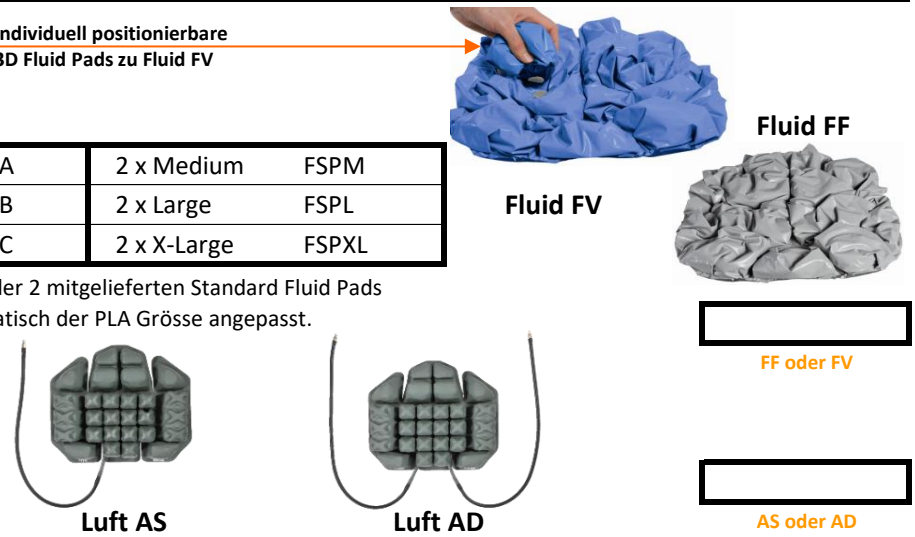 individuell positionierbare
3D Fluid Pads zu Fluid FV
Fluid FF
A 2 x Medium FSPM
B 2 x Large FSPL
C 2 x X-Large FSPXL
Fluid FV
der 2 mitgelieferten Standard Fluid Pads
atisch der PLA Grösse angepasst.
FF oder FV
Luft AS
Luft AD
AS oder AD